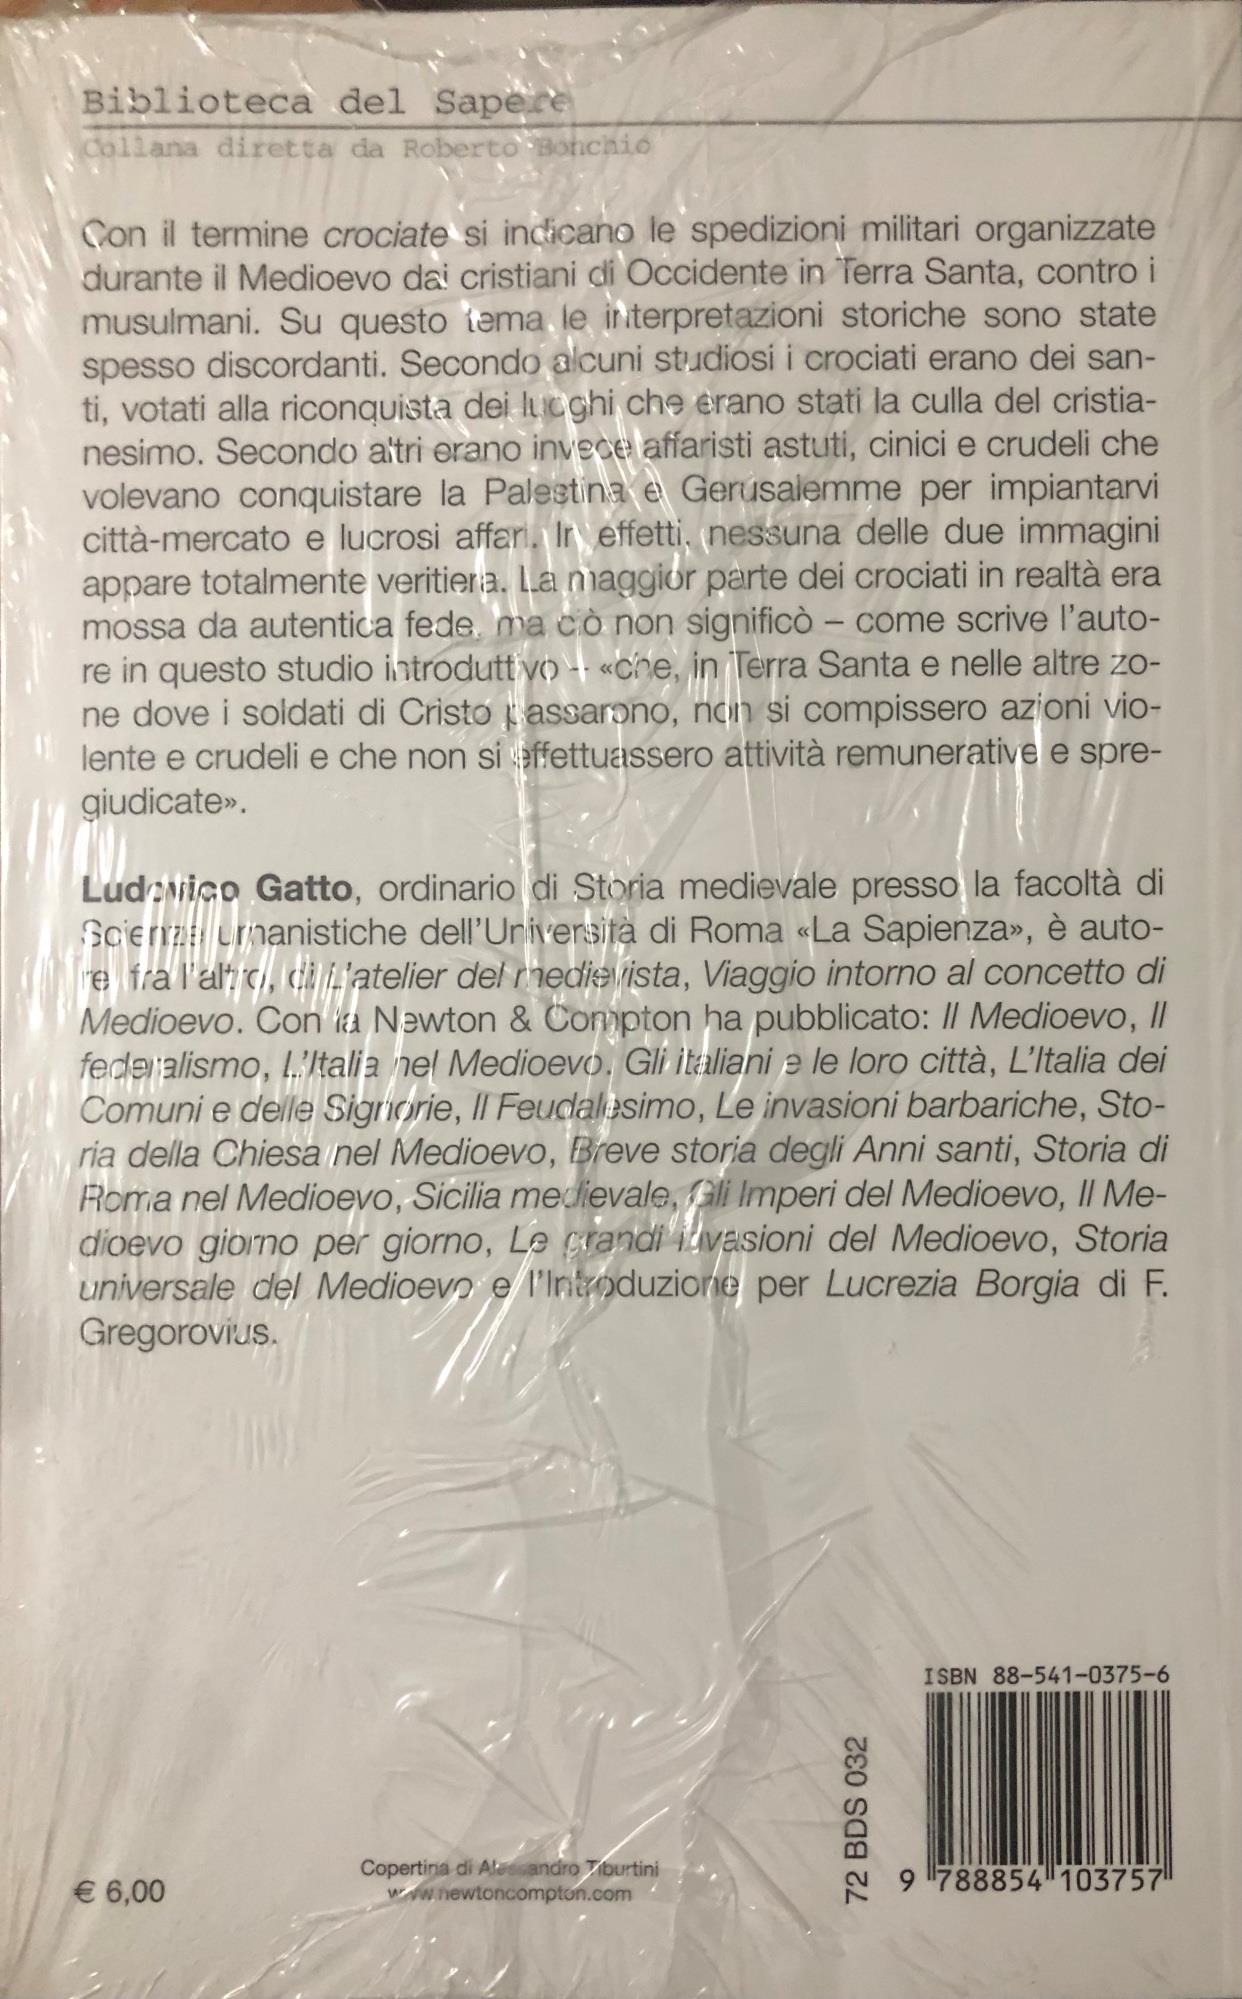 Biblioteca del Sapere
Collana diretta da Roberto Bonchio
Con il termine crociate si indicano le spedizioni militari organizzate
durante il Medioevo dai cristiani di Occidente in Terra Santa, contro i
musulmani. Su questo tema le interpretazioni storiche sono state
spesso discordanti. Secondo alcuni studiosi i crociati erano dei san-
ti, votati alla riconquista dei luoghi che erano stati la culla del cristia-
nesimo. Secondo altri erano invece affaristi astuti, cinici e crudeli che
volevano conquistare la Palestina e Gerusalemme per impiantarvi
città-mercato e lucrosi affari. In effetti, nessuna delle due immagini
appare totalmente veritiera. La maggior parte dei crociati in realtà era
mossa da autentica fede, ma ciò non significò – come scrive l'auto-
re in questo studio introduttivo – «che, in Terra Santa e nelle altre zo-
ne dove i soldati di Cristo passarono, non si compissero azioni vio-
lente e crudeli e che non si effettuassero attività remunerative e spre-
giudicate».
Ludovico Gatto, ordinario di Storia medievale presso la facoltà di
Scienze umanistiche dell'Università di Roma «La Sapienza», è auto-
re, fra l'altro, di L'atelier del medievista, Viaggio intorno al concetto di
Medioevo. Con la Newton & Compton ha pubblicato: Il Medioevo, Il
federalismo, L'Italia nel Medioevo. Gli italiani e le loro città, L'Italia dei
Comuni e delle Signorie, Il Feudalesimo, Le invasioni barbariche, Sto-
ria della Chiesa nel Medioevo, Breve storia degli Anni santi, Storia di
Roma nel Medioevo, Sicilia medievale, Gli Imperi del Medioevo, Il Me-
dioevo giorno per giorno, Le grandi invasioni del Medioevo, Storia
universale del Medioevo e l'Introduzione per Lucrezia Borgia di F.
Gregorovius.
ISBN 88-541-0375-6
72 BDS 032
9 788854 103757
Copertina di Alessandro Tiburtini
www.newtoncompton.com
€ 6,00